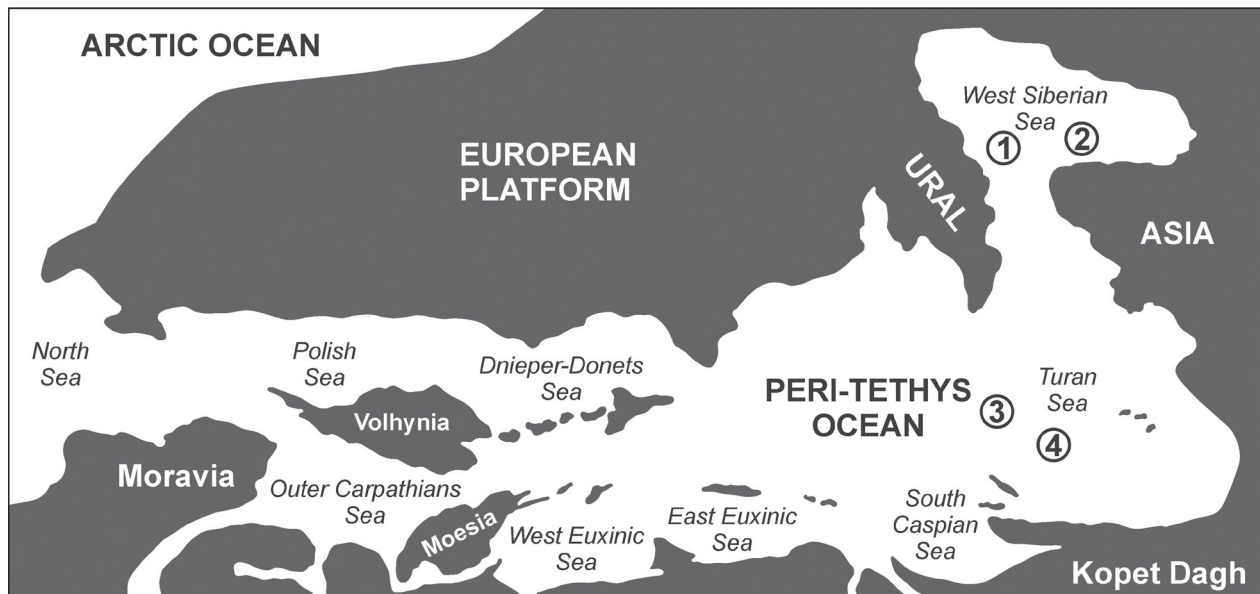 ARCTIC OCEAN
West Siberian
Sea
1
2
EUROPEAN
PLATFORM
URAL
ASIA
North
Sea
Polish
Sea
Dnieper-Donets
Sea
Volhynia
PERI-TETHYS
OCEAN
3
Turan
Sea
4
Moravia
Outer Carpathians
Sea
Moesia
West Euxinic
Sea
East Euxinic
Sea
South
Caspian
Sea
Kopet Dagh